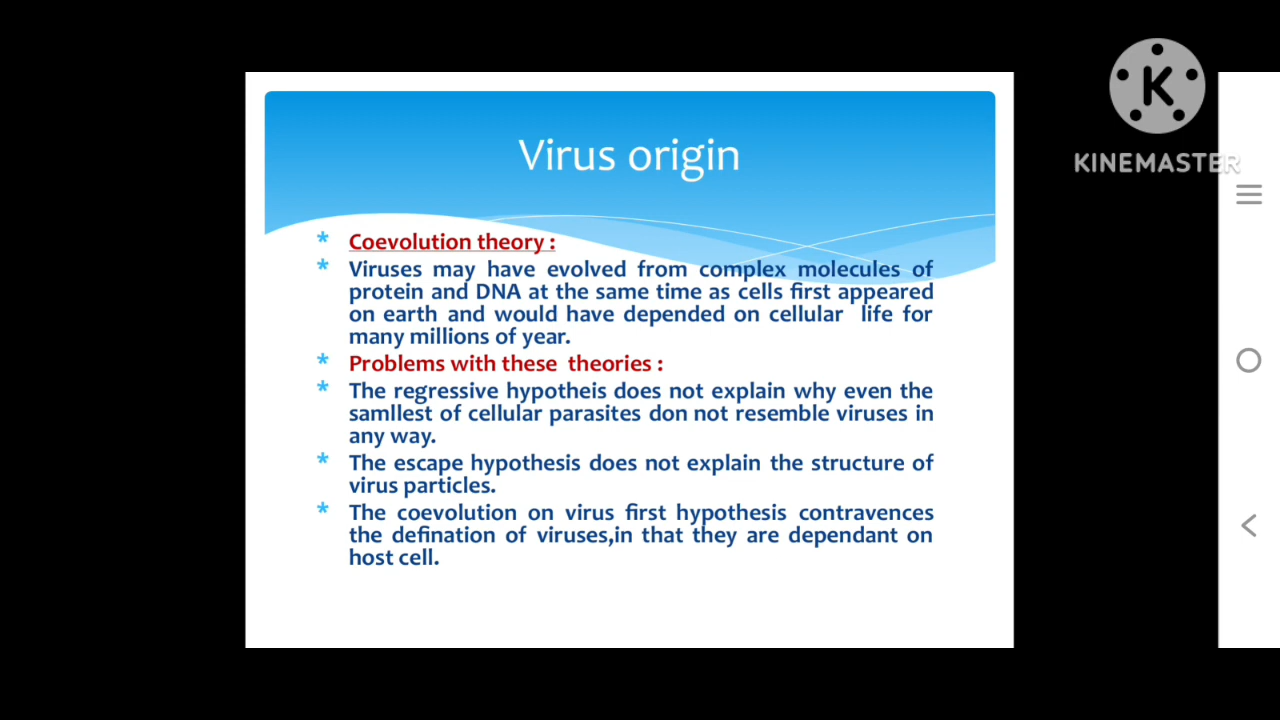 Virus origin
* Coevolution theory :
* Viruses may have evolved from complex molecules of
protein and DNA at the same time as cells first appeared
on earth and would have depended on cellular life for
many millions of year.
* Problems with these theories :
* The regressive hypotheis does not explain why even the
samllest of cellular parasites don not resemble viruses in
any way.
* The escape hypothesis does not explain the structure of
virus particles.
* The coevolution on virus first hypothesis contravences
the defination of viruses,in that they are dependant on
host cell.
K
KINEMASTER